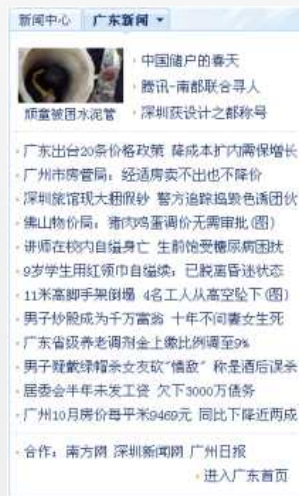 新闻中心 广东新闻
中国储户的春天
腾讯-南都联合寻人
顽童被困水泥管
深圳获设计之都称号
广东出台20条价格政策 降成本扩内需保增长
广州市房管局：经适房卖不出也不降价
深圳旅馆现大捆假钞 警方追踪捣毁色诱团伙
佛山物价局：猪肉鸡蛋调价无需审批(图)
讲师在校内自缢身亡 生前饱受糖尿病困扰
9岁学生用红领巾自缢续：已脱离昏迷状态
11米高脚手架倒塌 4名工人从高空坠下(图)
男子炒股成为千万富翁 十年不问妻女生死
广东省级养老调剂金上缴比例调至9%
男子疑戴绿帽杀女友砍"情敌" 称是酒后误杀
居委会半年未发工资 欠下3000万债务
广州10月房价每平米9469元 同比下降近两成
合作：南方网 深圳新闻网 广州日报
进入广东首页